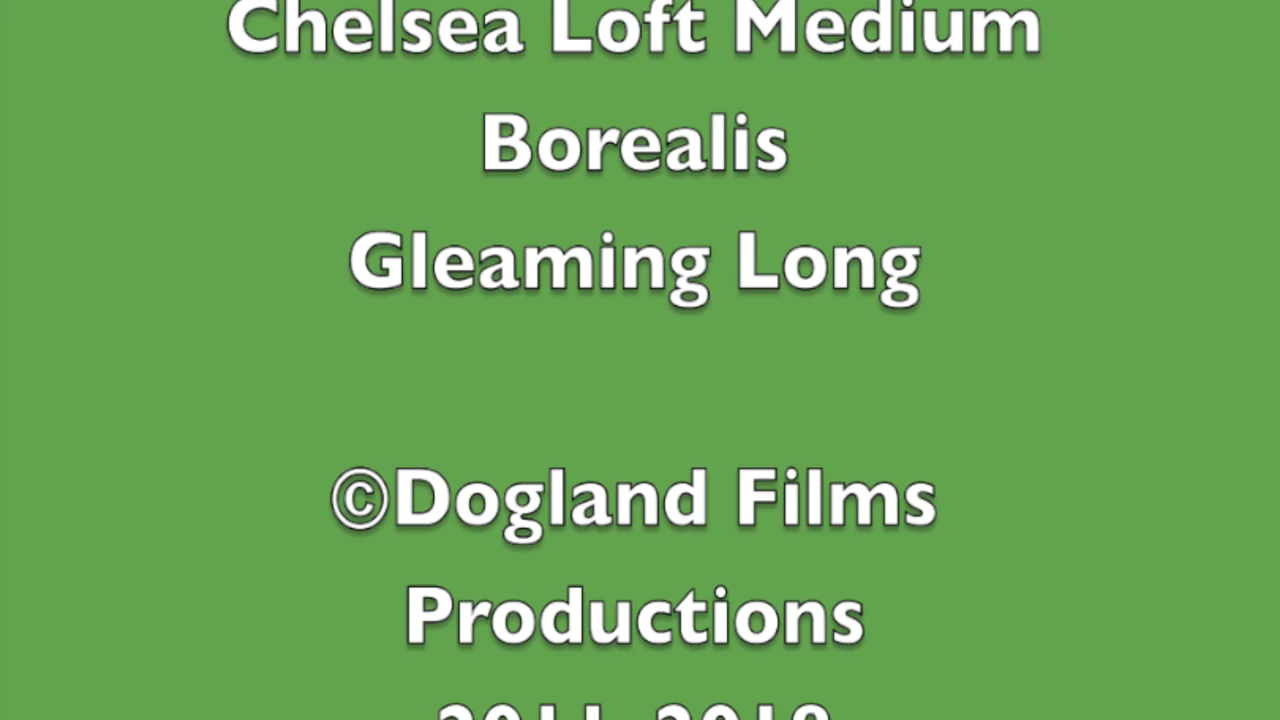 Chelsea Loft Medium
Borealis
Gleaming Long
©Dogland Films
Productions